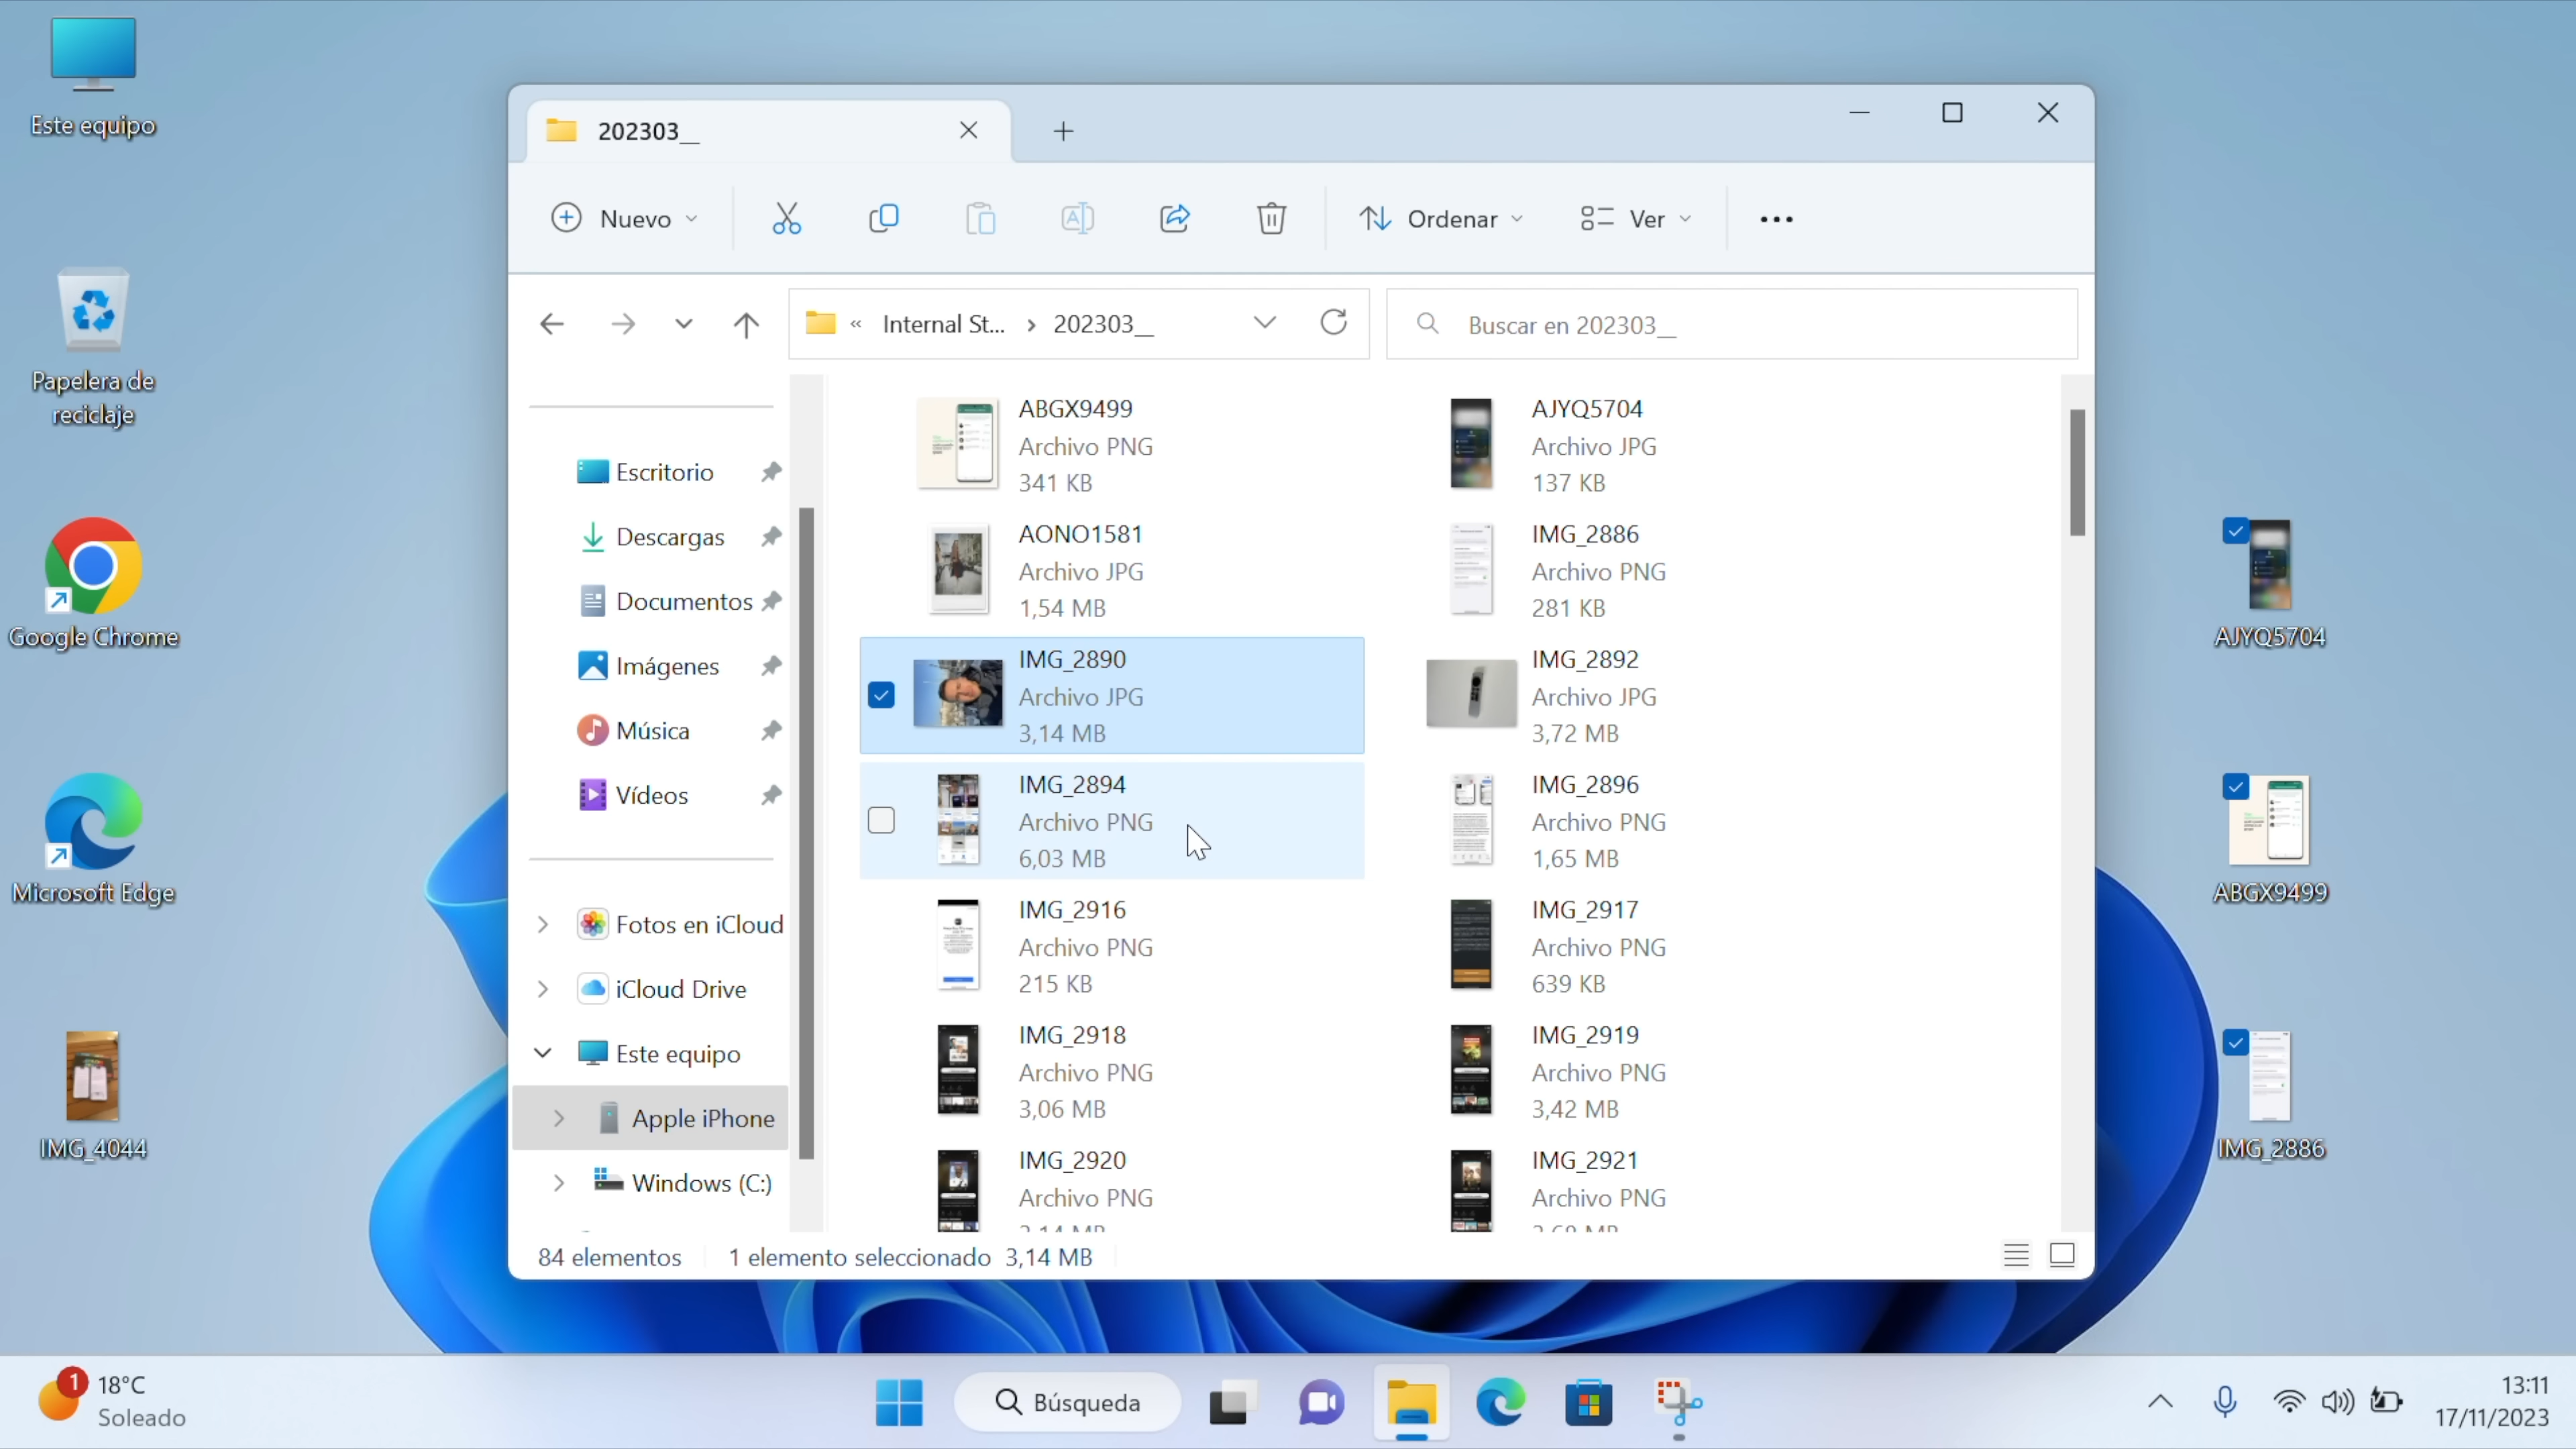 Este equipo
Papelera de
reciclaje
Google Chrome
Microsoft Edge
IMG_4044
202303__
Nuevo
Ordenar
Ver
« Internal St... › 202303__
Buscar en 202303__
Escritorio
Descargas
Documentos
Imágenes
Música
Vídeos
Fotos en iCloud
iCloud Drive
Este equipo
Apple iPhone
Windows (C:)
ABGX9499
Archivo PNG
341 KB
AJYQ5704
Archivo JPG
137 KB
AONO1581
Archivo JPG
1,54 MB
IMG_2886
Archivo PNG
281 KB
IMG_2890
Archivo JPG
3,14 MB
IMG_2892
Archivo JPG
3,72 MB
IMG_2894
Archivo PNG
6,03 MB
IMG_2896
Archivo PNG
1,65 MB
IMG_2916
Archivo PNG
215 KB
IMG_2917
Archivo PNG
639 KB
IMG_2918
Archivo PNG
3,06 MB
IMG_2919
Archivo PNG
3,42 MB
IMG_2920
Archivo PNG
IMG_2921
Archivo PNG
84 elementos
1 elemento seleccionado 3,14 MB
AJYQ5704
ABGX9499
IMG_2886
1
18°C
Soleado
Búsqueda
13:11
17/11/2023